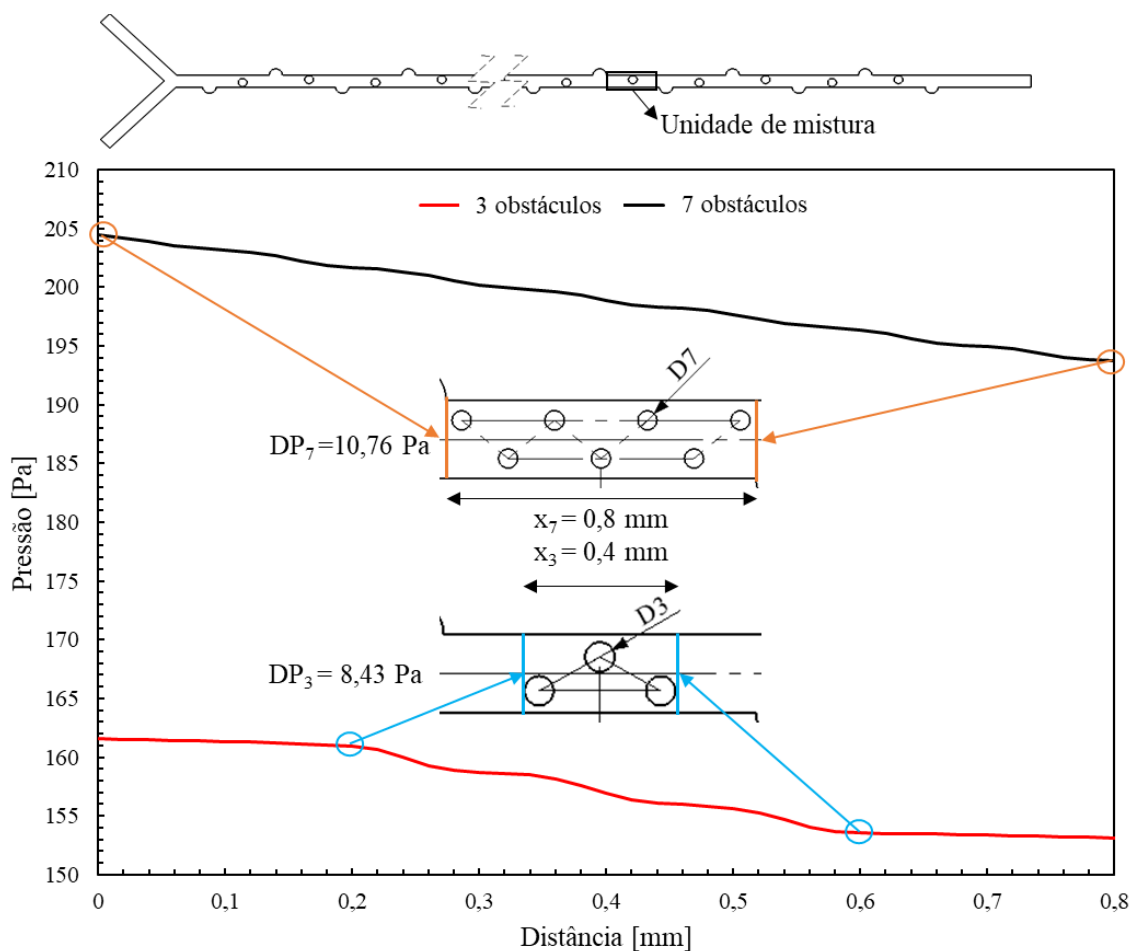 Unidade de mistura
3 obstáculos
7 obstáculos
Pressão [Pa]
210
205
200
195
190
185
180
175
170
165
160
155
150
D7
DP7 =10,76 Pa
x7 = 0,8 mm
x3 = 0,4 mm
D3
DP3 = 8,43 Pa
0 0,1 0,2 0,3 0,4 0,5 0,6 0,7 0,8
Distância [mm]